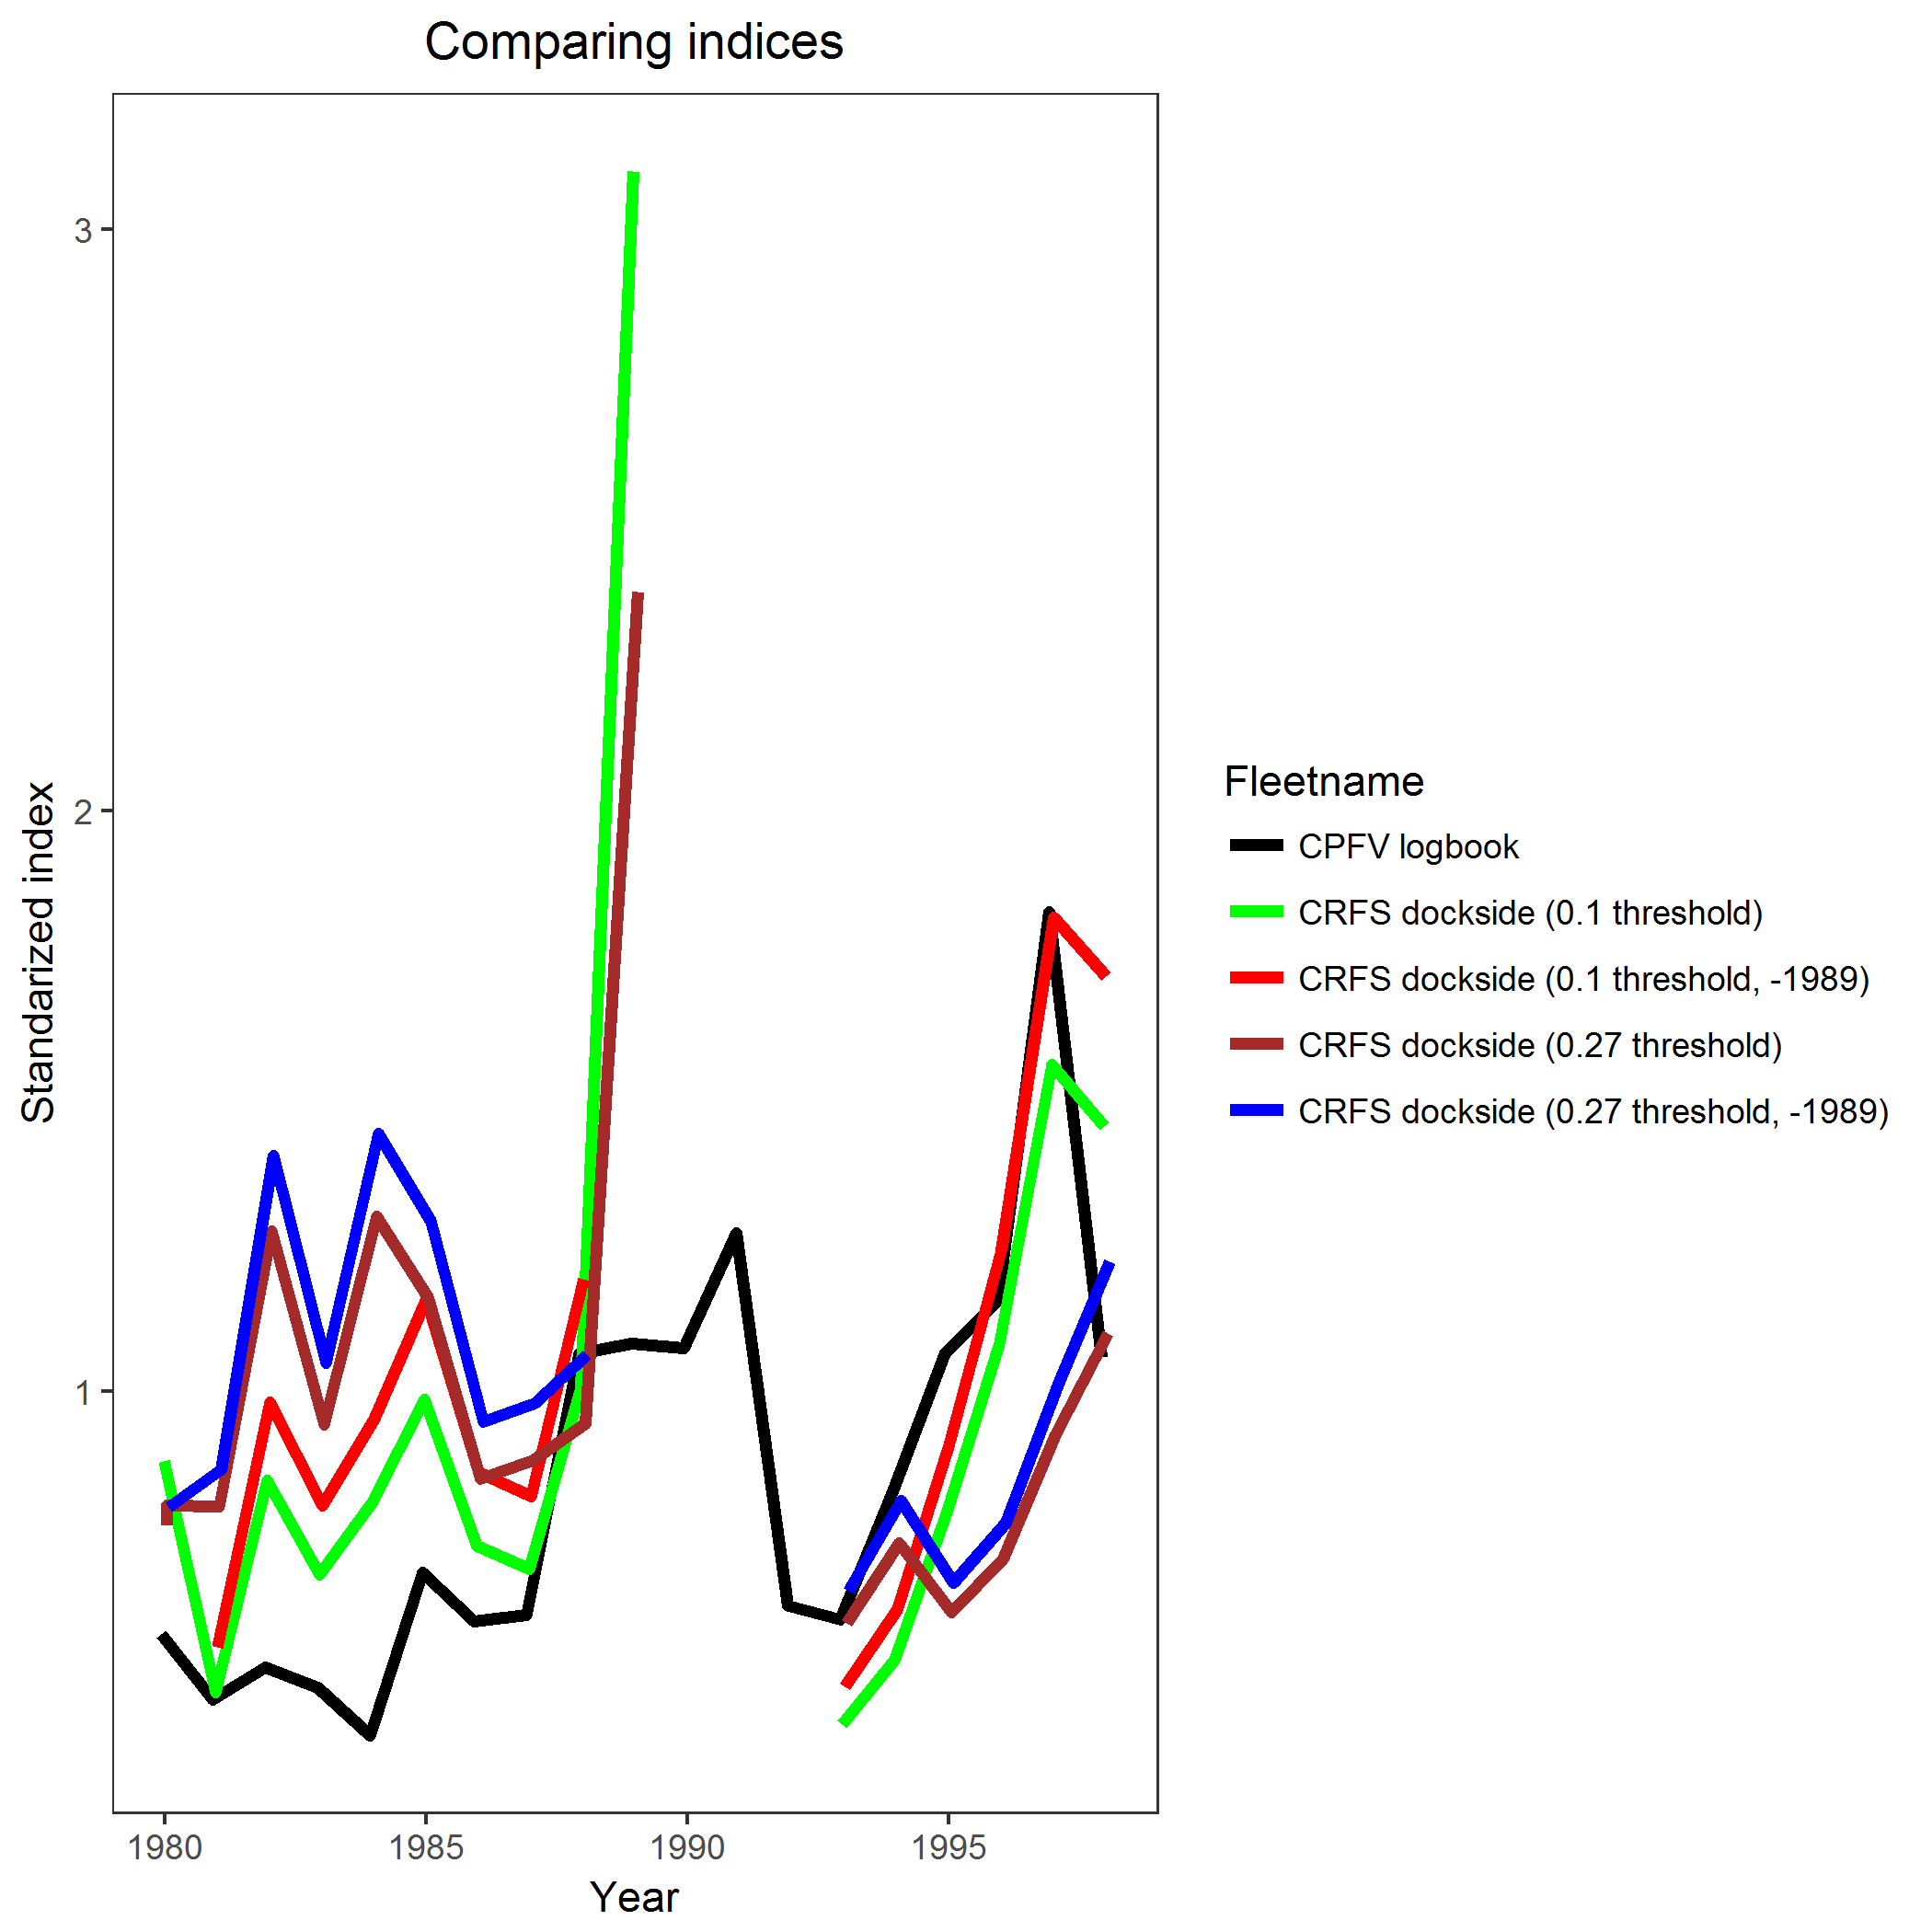 Comparing indices
Standarized index
3
2
1
1980
1985
1990
1995
Year
Fleetname
CPFV logbook
CRFS dockside (0.1 threshold)
CRFS dockside (0.1 threshold, -1989)
CRFS dockside (0.27 threshold)
CRFS dockside (0.27 threshold, -1989)